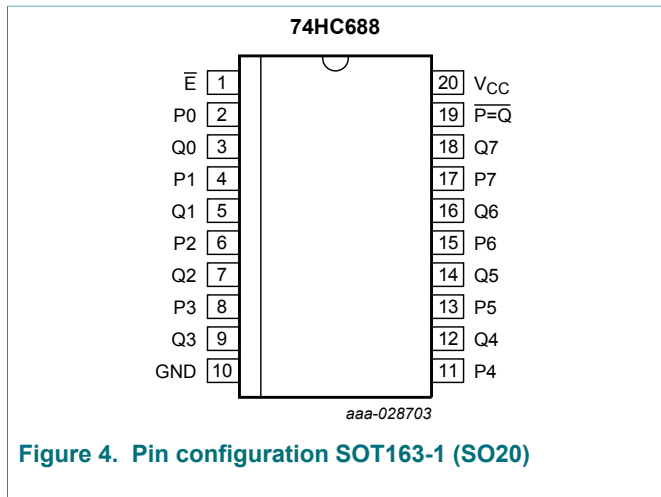 74HC688
E̅ 1 20 VCC
P0 2 19 P̅=̅Q̅
Q0 3 18 Q7
P1 4 17 P7
Q1 5 16 Q6
P2 6 15 P6
Q2 7 14 Q5
P3 8 13 P5
Q3 9 12 Q4
GND 10 11 P4
aaa-028703
Figure 4. Pin configuration SOT163-1 (SO20)